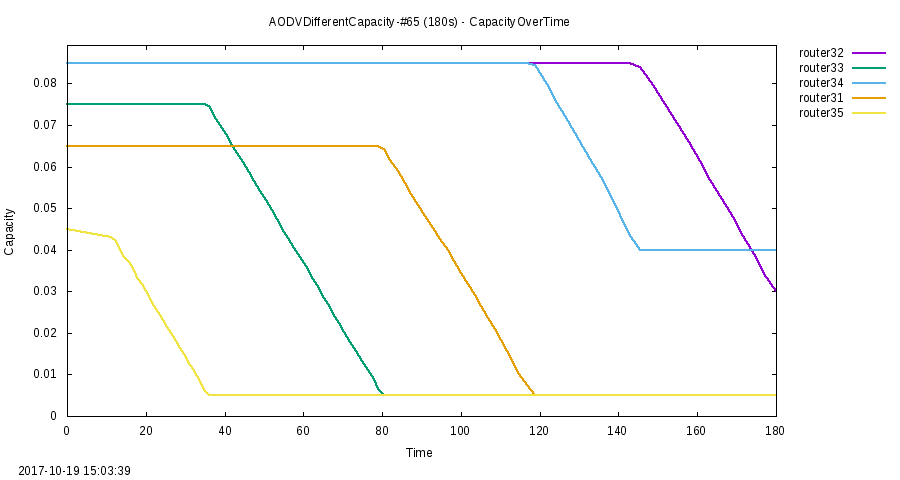 AODVDifferentCapacity-#65 (180s) - CapacityOverTime
router32
router33
router34
router31
router35
0.08
0.07
0.06
0.05
0.04
0.03
0.02
0.01
0
Capacity
0 20 40 60 80 100 120 140 160 180
Time
2017-10-19 15:03:39